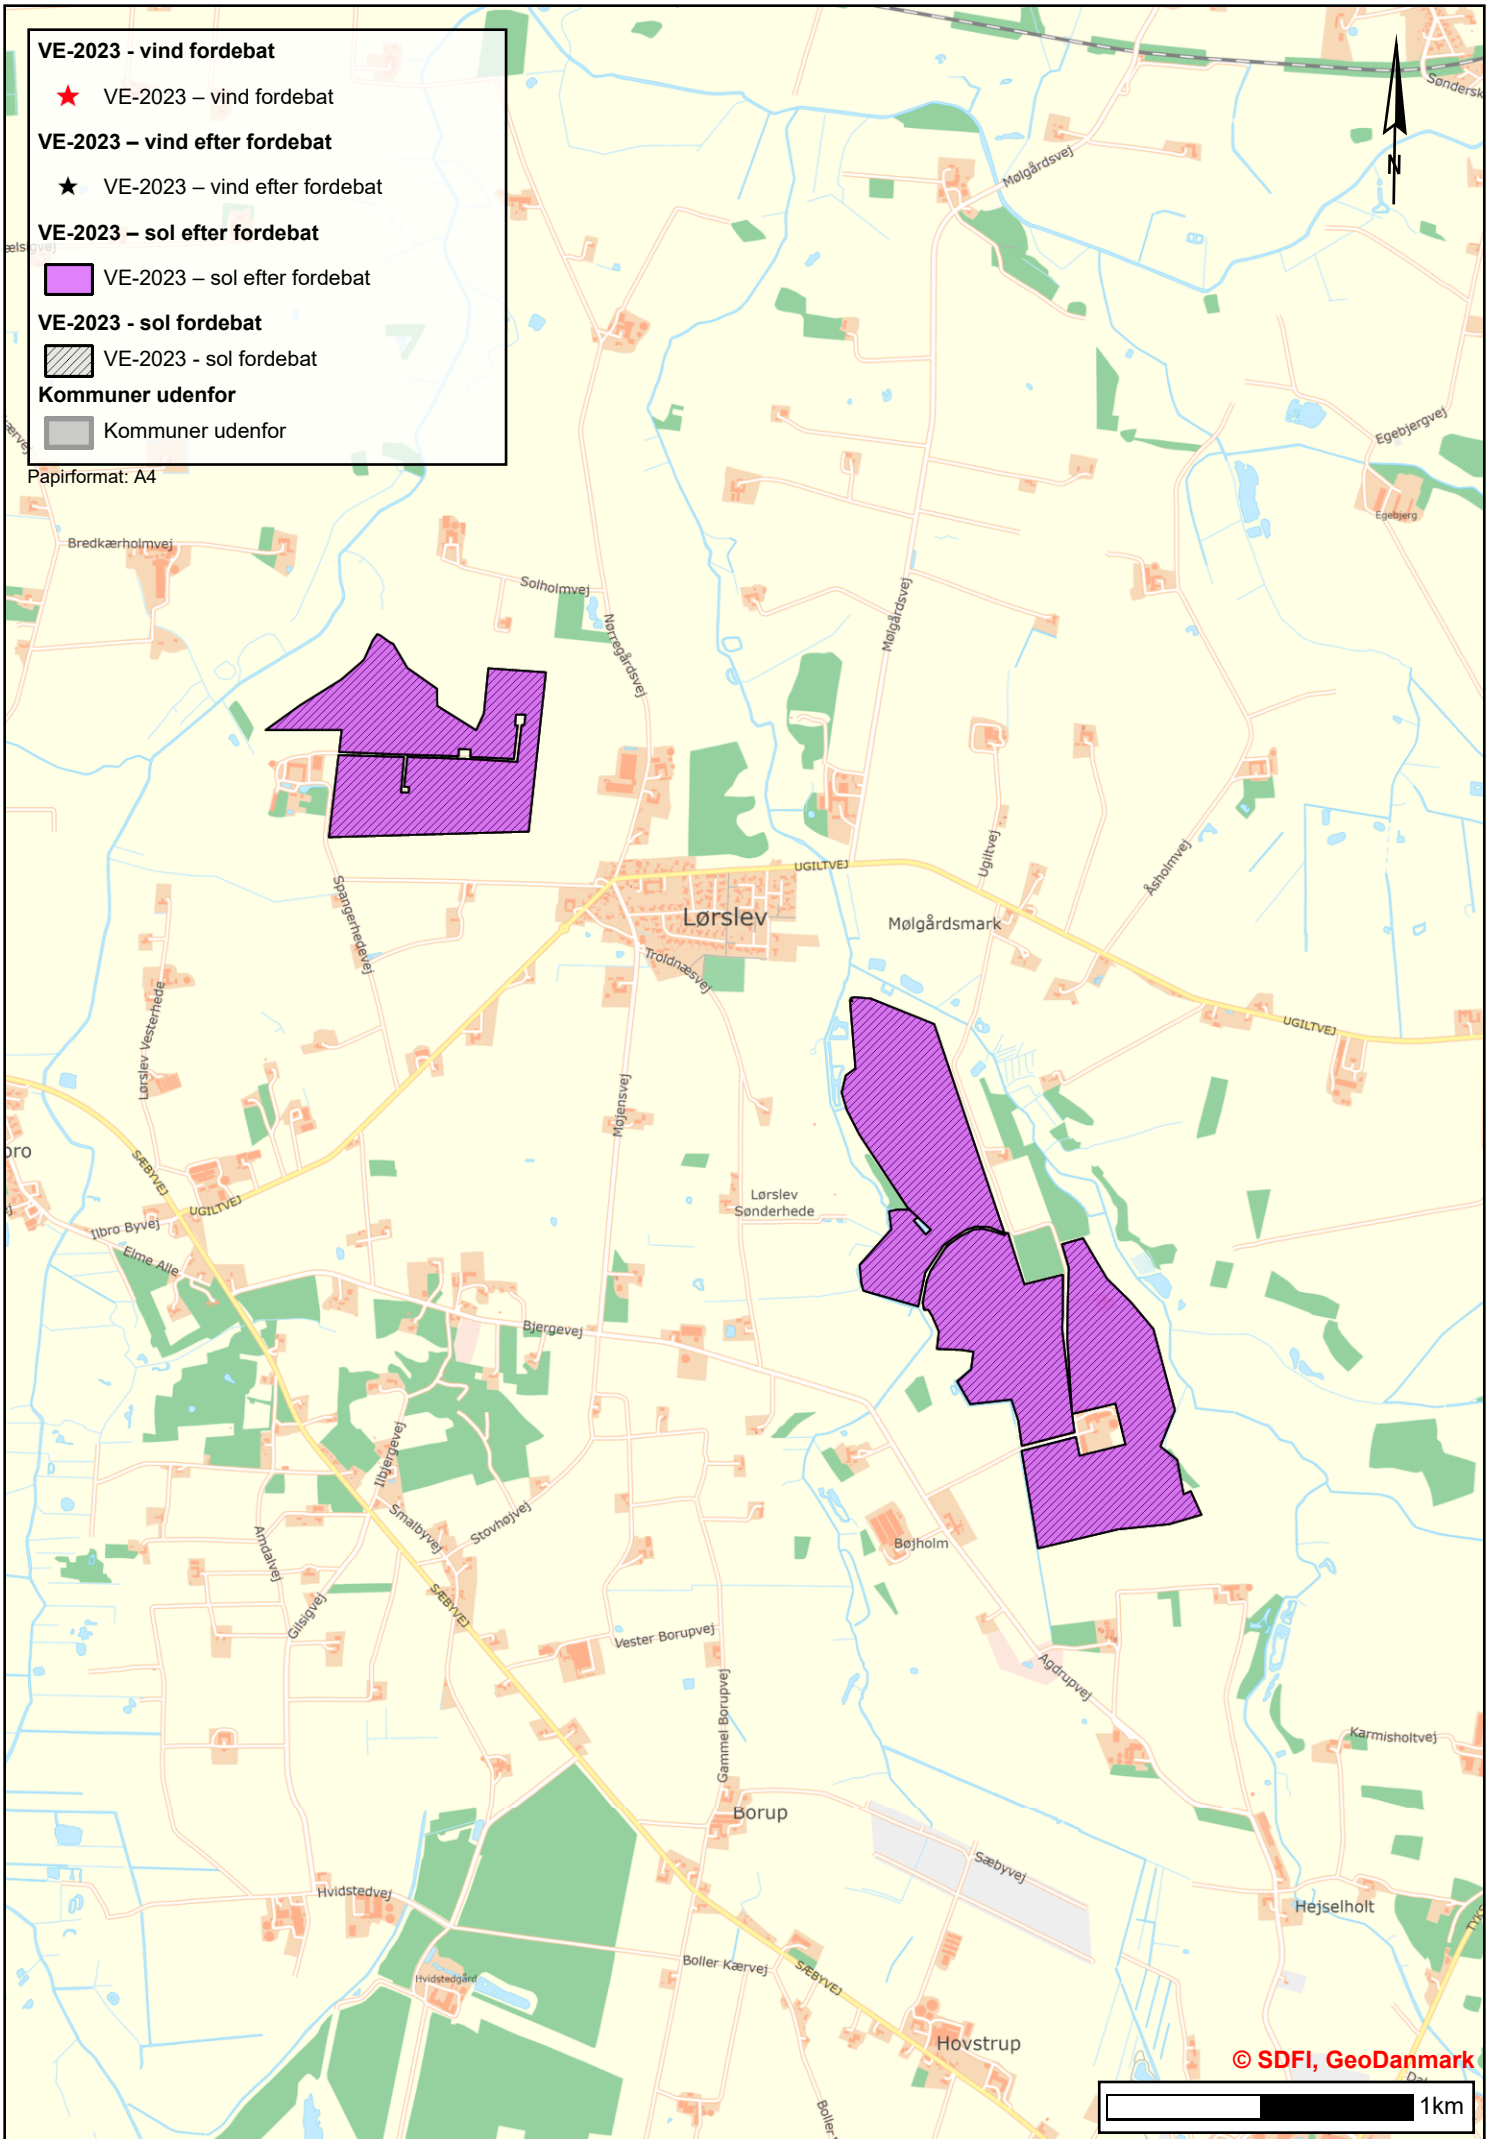 VE-2023 - vind fordebat
VE-2023 – vind fordebat
VE-2023 – vind efter fordebat
VE-2023 – vind efter fordebat
VE-2023 – sol efter fordebat
VE-2023 – sol efter fordebat
VE-2023 - sol fordebat
VE-2023 - sol fordebat
Kommuner udenfor
Kommuner udenfor
Papirformat: A4
N
Mølgårdsvej
Egebjergvej
Egebjerg
Bredkærholmvej
Solholmvej
Nørregårdsvej
Mølgårdsvej
UGILTVEJ
Ugiltvej
Åsholmvej
Spangerhedevej
Lørslev
Mølgårdsmark
Troldnæsvej
Lørslev Vesterhede
UGILTVEJ
Møjensvej
SÆBYVEJ
Lørslev
Sønderhede
UGILTVEJ
Ilbro Byvej
Elme Alle
Bjergevej
Ilbjergevej
Smalbyvej
Stovhøjvej
Bøjholm
Amdalvej
Gilsigvej
SÆBYVEJ
Vester Borupvej
Agdrupvej
Gammel Borupvej
Karmisholtvej
Borup
Sæbyvej
Hvidstedvej
Hejselholt
Boller Kærvej
SÆBYVEJ
Hvidstedgård
Hovstrup
© SDFI, GeoDanmark
1km